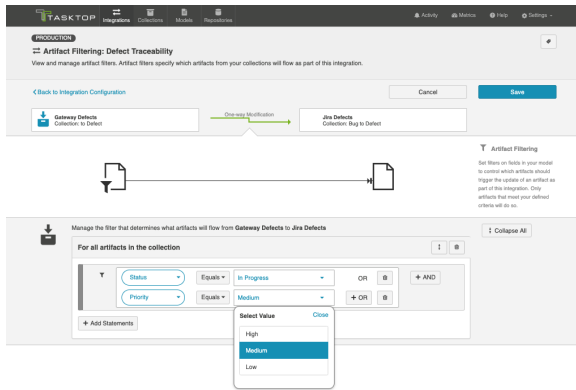 TASKTOP
Integrations
Collections
Models
Repositories
Activity
Metrics
Help
Settings
PRODUCTION
Artifact Filtering: Defect Traceability
View and manage artifact filters. Artifact filters specify which artifacts from your collections will flow as part of this integration.
Back to Integration Configuration
Cancel
Save
Gateway Defects
Collection: to Defect
One-way Modification
Jira Defects
Collection: Bug to Defect
Artifact Filtering
Set filters on fields in your model
to control which artifacts should
trigger the update of an artifact as
part of this integration. Only
artifacts that meet your defined
criteria will do so.
Manage the filter that determines what artifacts will flow from Gateway Defects to Jira Defects
Collapse All
For all artifacts in the collection
Status
Equals
In Progress
OR
+ AND
Priority
Equals
Medium
+ OR
Select Value
Close
High
Medium
Low
+ Add Statements